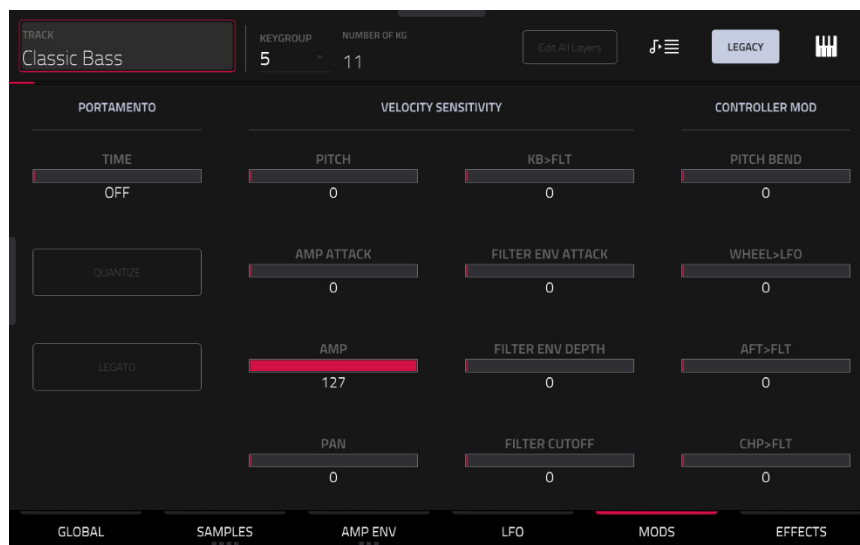 TRACK
Classic Bass
KEYGROUP
5
NUMBER OF KG
11
Edit All Layers
LEGACY
PORTAMENTO
VELOCITY SENSITIVITY
CONTROLLER MOD
TIME
OFF
PITCH
0
KB>FLT
0
PITCH BEND
0
QUANTIZE
AMP ATTACK
0
FILTER ENV ATTACK
0
WHEEL>LFO
0
LEGATO
AMP
127
FILTER ENV DEPTH
0
AFT>FLT
0
PAN
0
FILTER CUTOFF
0
CHP>FLT
0
GLOBAL
SAMPLES
AMP ENV
LFO
MODS
EFFECTS